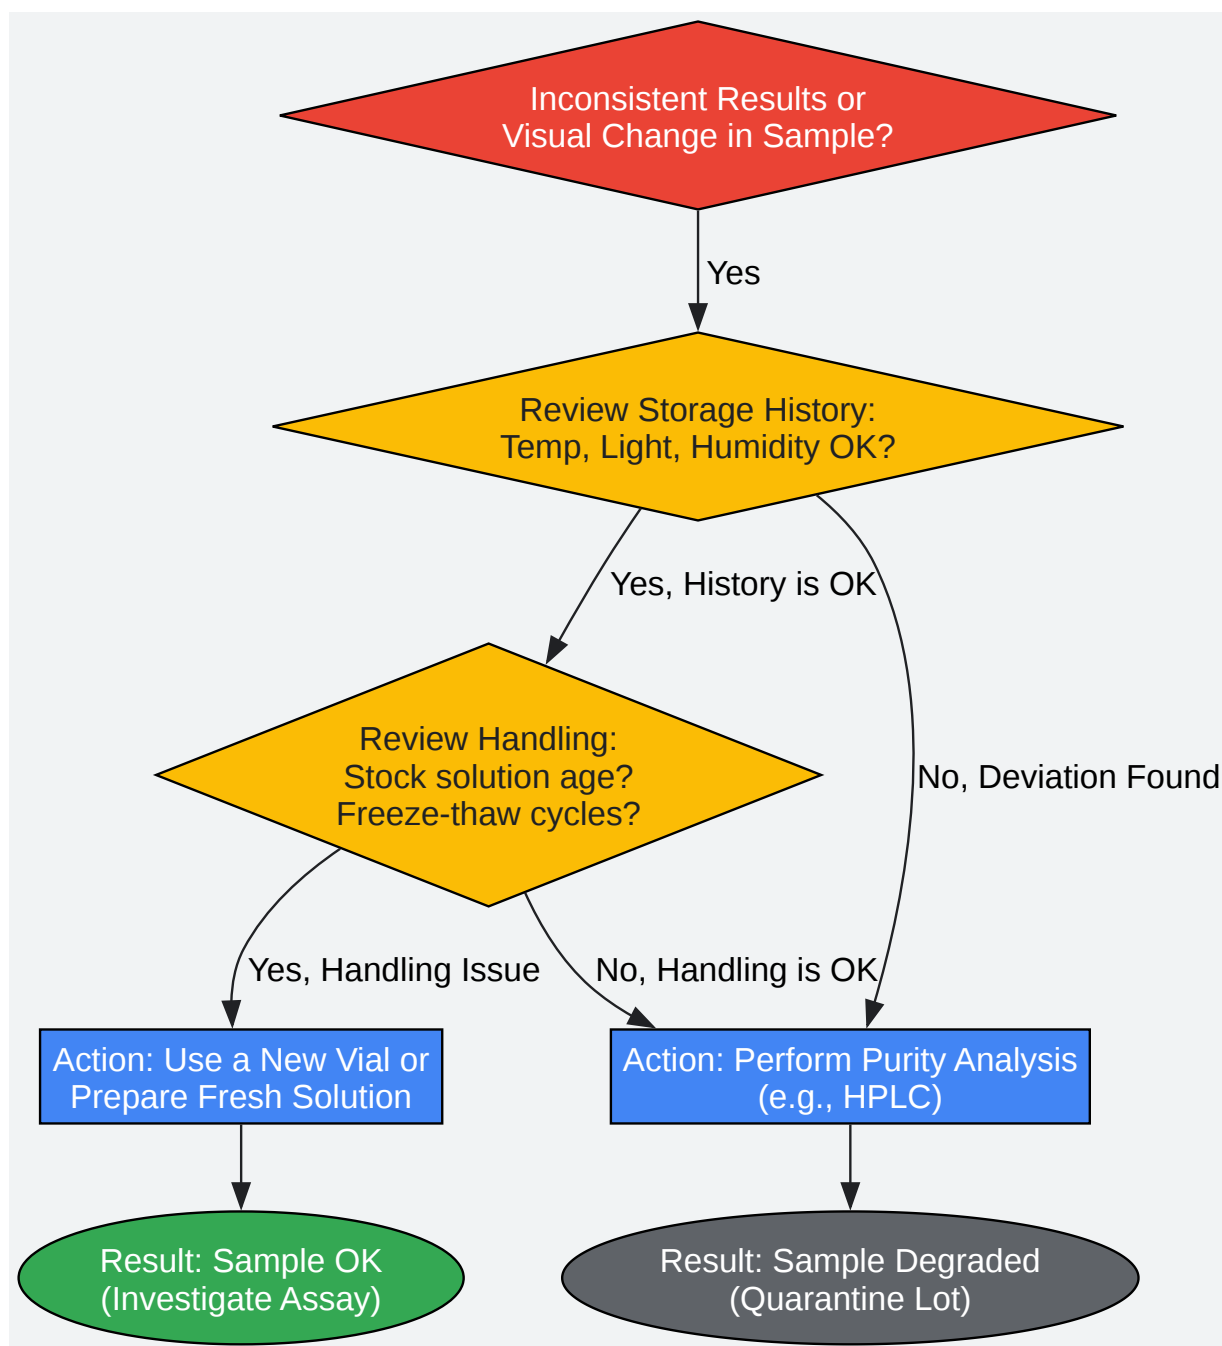 Inconsistent Results or
Visual Change in Sample?
Yes
Review Storage History:
Temp, Light, Humidity OK?
Yes, History is OK
Review Handling:
Stock solution age?
Freeze-thaw cycles?
No, Deviation Found
Yes, Handling Issue
No, Handling is OK
Action: Use a New Vial or
Prepare Fresh Solution
Action: Perform Purity Analysis
(e.g., HPLC)
Result: Sample OK
(Investigate Assay)
Result: Sample Degraded
(Quarantine Lot)